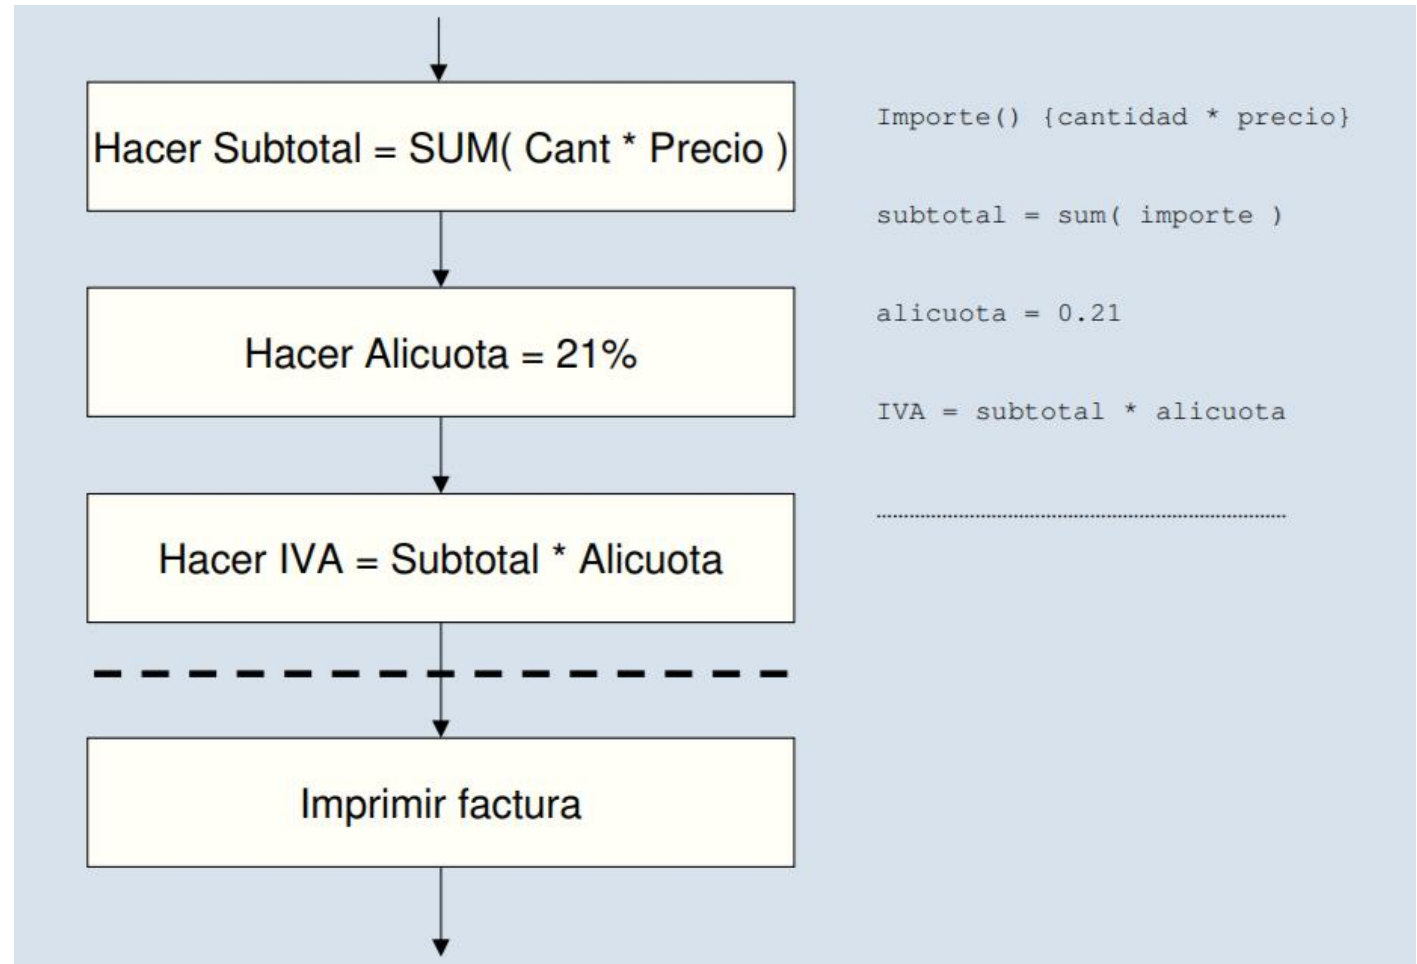 Hacer Subtotal = SUM( Cant * Precio )
Hacer Alicuota = 21%
Hacer IVA = Subtotal * Alicuota
Imprimir factura
Importe() {cantidad * precio}
subtotal = sum( importe )
alicuota = 0.21
IVA = subtotal * alicuota